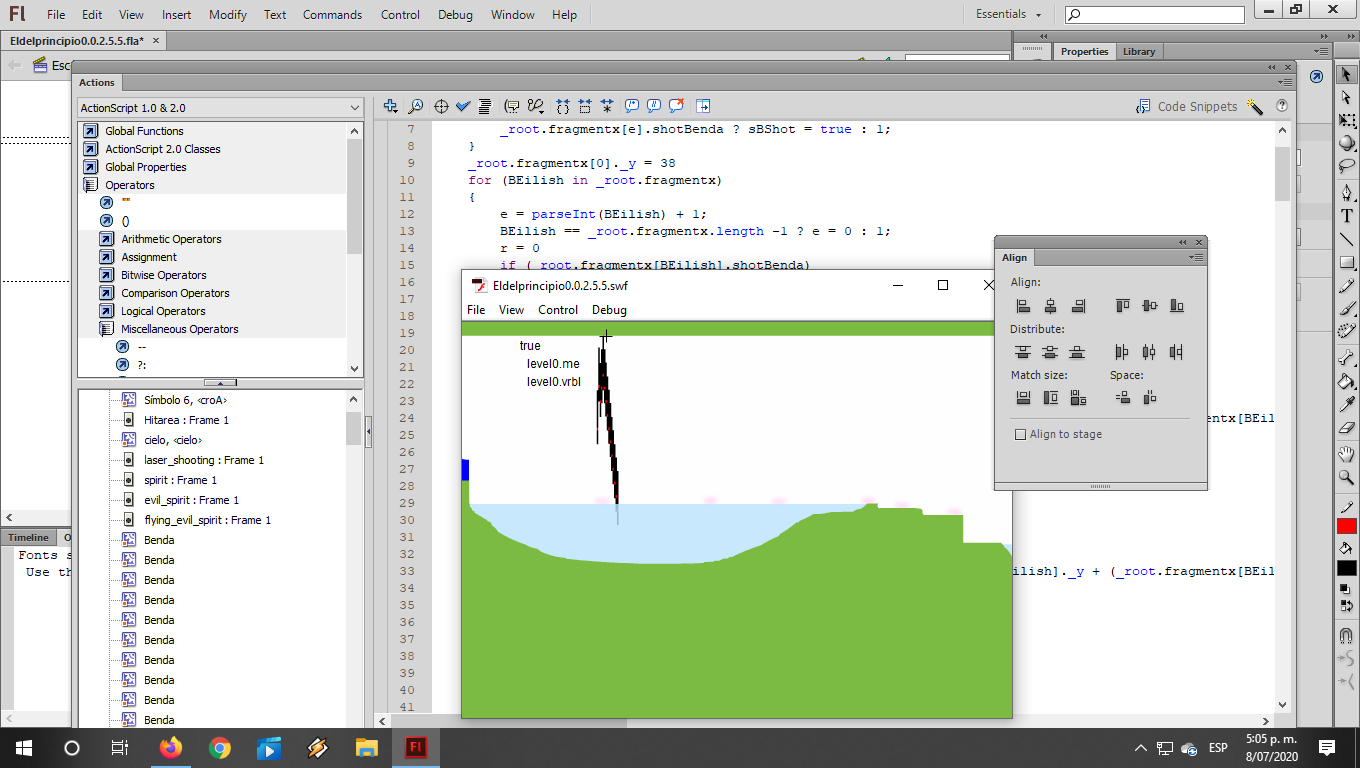 Fl File Edit View Insert Modify Text Commands Control Debug Window Help Essentials
Eldelprincipio0.0.2.5.5.fla* ×
Properties Library
Esc
Actions
ActionScript 1.0 & 2.0
Code Snippets
Global Functions
ActionScript 2.0 Classes
Global Properties
Operators
""
()
Arithmetic Operators
Assignment
Bitwise Operators
Comparison Operators
Logical Operators
Miscellaneous Operators
--
?:
Símbolo 6, <croA>
Hitarea : Frame 1
cielo, <cielo>
laser_shooting : Frame 1
spirit : Frame 1
evil_spirit : Frame 1
flying_evil_spirit : Frame 1
Benda
Benda
Benda
Benda
Benda
Benda
Benda
Benda
Benda
Benda
Timeline O
Fonts s
Use th
7 _root.fragmentx[e].shotBenda ? sBShot = true : 1;
8 }
9 _root.fragmentx[0]._y = 38
10 for (BEilish in _root.fragmentx)
11 {
12 e = parseInt(BEilish) + 1;
13 BEilish == _root.fragmentx.length -1 ? e = 0 : 1;
14 r = 0
15 if (_root.fragmentx[BEilish].shotBenda)
16
17
18
19
20
21
22
23
24 mentx[BEil
25
26
27
28
29
30
31
32
33 ilish]._y + (_root.fragmentx[BEil
34
35
36
37
38
39
40
41
Eldelprincipio0.0.2.5.5.swf
File View Control Debug
true
level0.me
level0.vrbl
Align
Align:
Distribute:
Match size: Space:
Align to stage
T
Fl
ESP
5:05 p. m.
8/07/2020